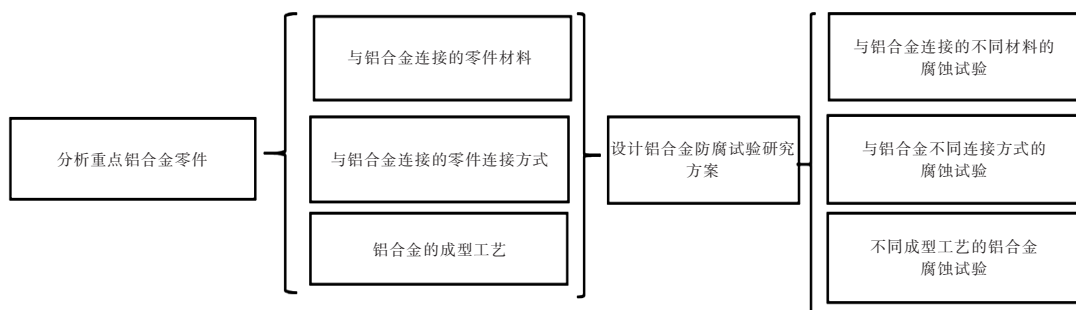 分析重点铝合金零件
与铝合金连接的零件材料
与铝合金连接的零件连接方式
铝合金的成型工艺
设计铝合金防腐试验研究
方案
与铝合金连接的不同材料的
腐蚀试验
与铝合金不同连接方式的
腐蚀试验
不同成型工艺的铝合金
腐蚀试验